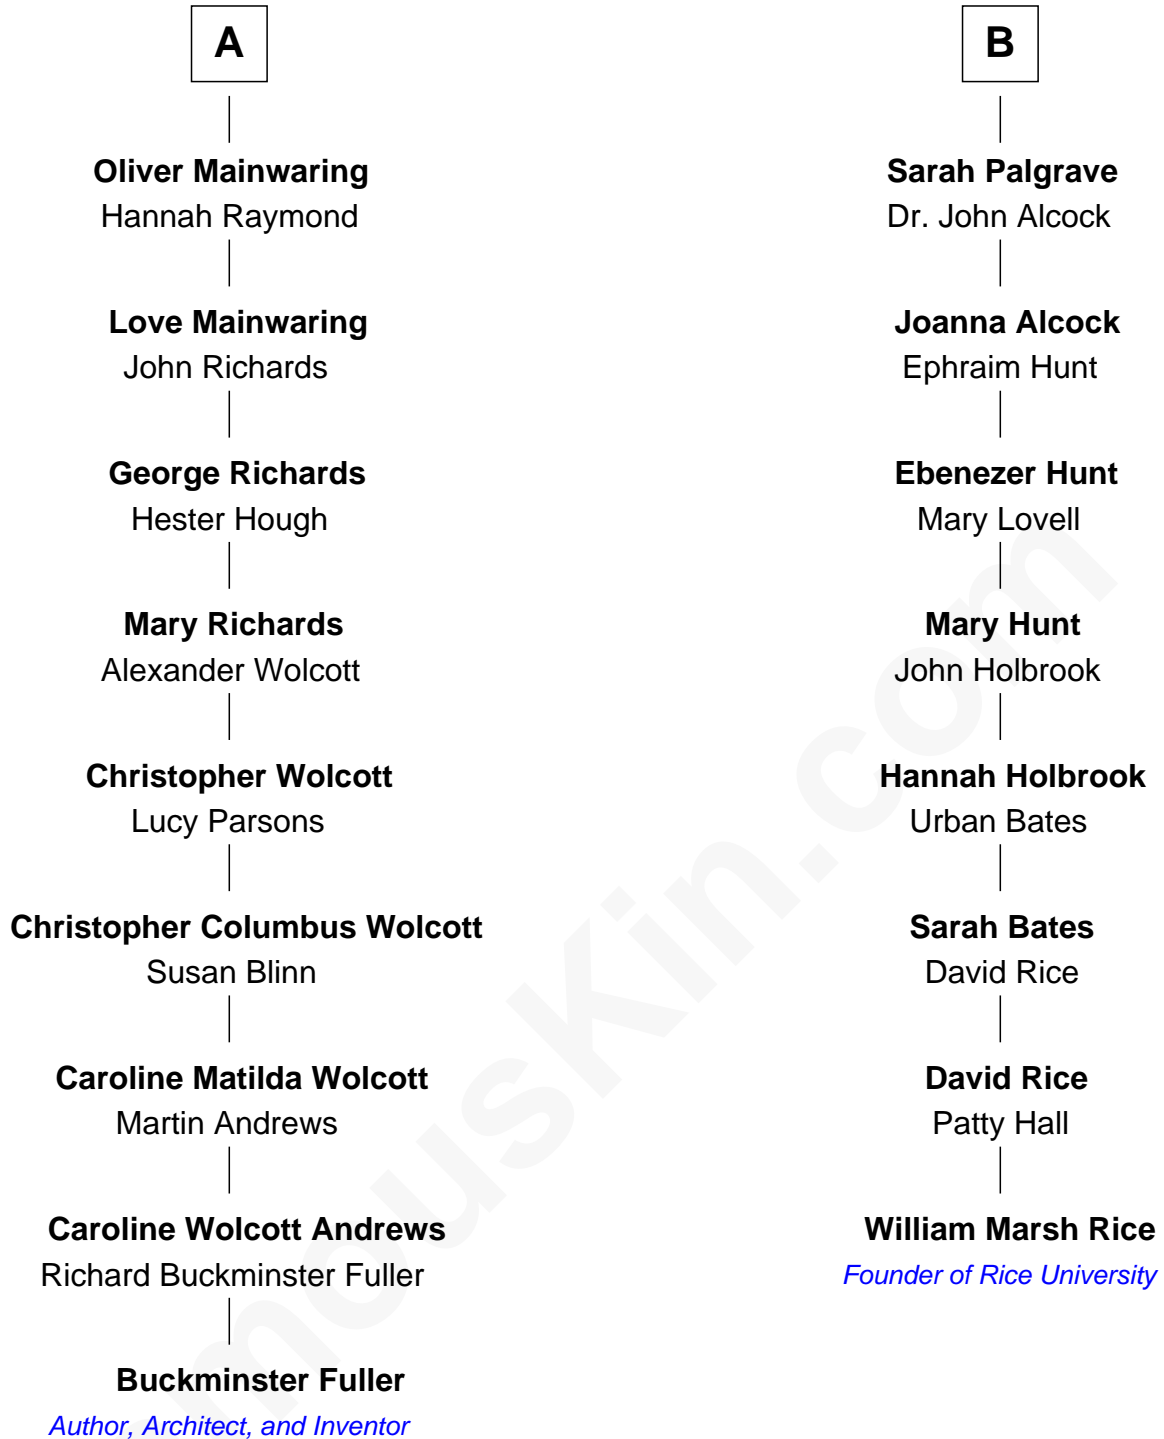 A
Oliver Mainwaring
Hannah Raymond
Love Mainwaring
John Richards
George Richards
Hester Hough
Mary Richards
Alexander Wolcott
Christopher Wolcott
Lucy Parsons
Christopher Columbus Wolcott
Susan Blinn
Caroline Matilda Wolcott
Martin Andrews
Caroline Wolcott Andrews
Richard Buckminster Fuller
Buckminster Fuller
Author, Architect, and Inventor
B
Sarah Palgrave
Dr. John Alcock
Joanna Alcock
Ephraim Hunt
Ebenezer Hunt
Mary Lovell
Mary Hunt
John Holbrook
Hannah Holbrook
Urban Bates
Sarah Bates
David Rice
David Rice
Patty Hall
William Marsh Rice
Founder of Rice University
mousKin.com